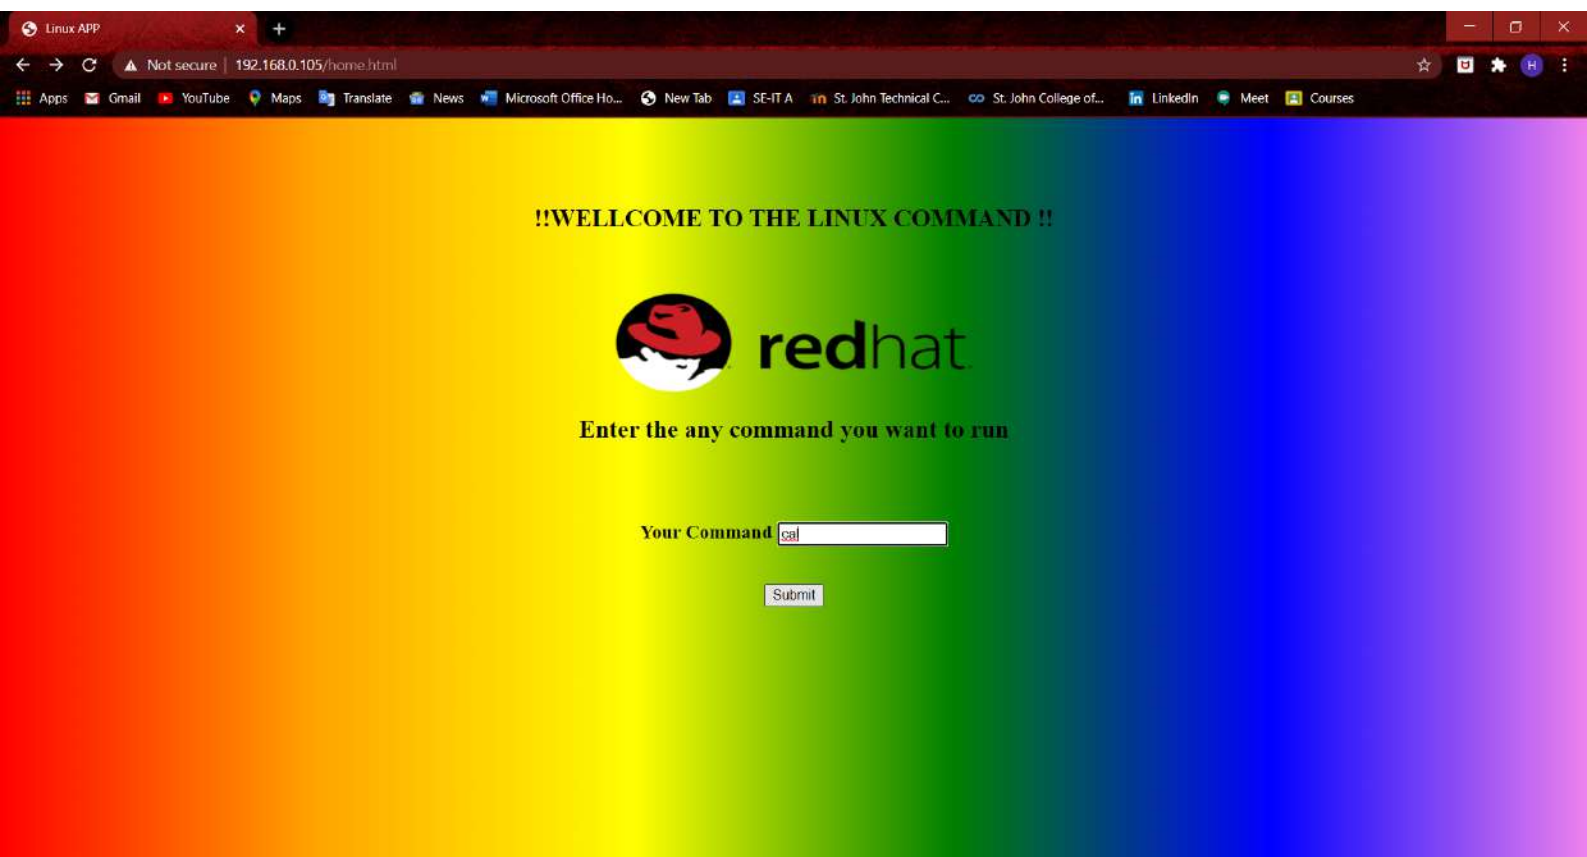 Linux APP
Not secure | 192.168.0.105/home.html
H
Apps Gmail YouTube Maps Translate News Microsoft Office Ho... New Tab SE-IT A St. John Technical C... St. John College of... LinkedIn Meet Courses
!!WELLCOME TO THE LINUX COMMAND !!
redhat.
Enter the any command you want to run
Your Command cal
Submit